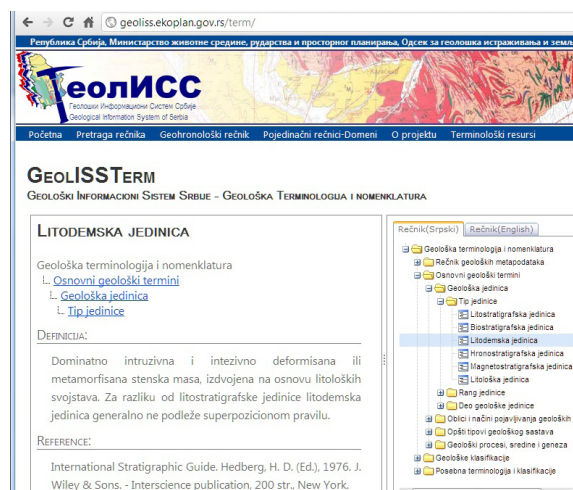 geoliss.ekoplan.gov.rs/term/
Република Србија, Министарство животне средине, рударства и просторног планирања, Одсек за геолошка истраживања и
ГеолИСС
Геолошки Информациони Систем Србије
Geological Information System of Serbia
Početna Pretraga rečnika Geohronološki rečnik Pojedinačni rečnici-Domeni O projektu Terminološki resursi
GeolISSTerm
Geološki Informacioni Sistem Srbije - Geološka Terminologija i nomenklatura
Litodemska jedinica
Geološka terminologija i nomenklatura
Osnovni geološki termini
Geološka jedinica
Tip jedinice
Definicija:
Dominatno intruzivna i intezivno deformisana ili
metamorfisana stenska masa, izdvojena na osnovu litoloških
svojstava. Za razliku od litostratigrafske jedinice litodemska
jedinica generalno ne podleže superpozicionom pravilu.
Reference:
International Stratigraphic Guide. Hedberg, H. D. (Ed.), 1976. J.
Wiley & Sons. - Interscience publication, 200 str., New York.
Rečnik(Srpski) Rečnik(English)
Geološka terminologija i nomenklatura
Rečnik geoloških metapodataka
Osnovni geološki termini
Geološka jedinica
Tip jedinice
Litostratigrafska jedinica
Biostratigrafska jedinica
Litodemska jedinica
Hronostratigrafska jedinica
Magnetostratigrafska jedinica
Litološka jedinica
Rang jedinice
Deo geološke jedinice
Oblici i načini pojavljivanja geoloških
Opšti tipovi geološkog sastava
Geološki procesi, sredine i geneza
Geološke klasifikacije
Posebna terminologija i klasifikacije